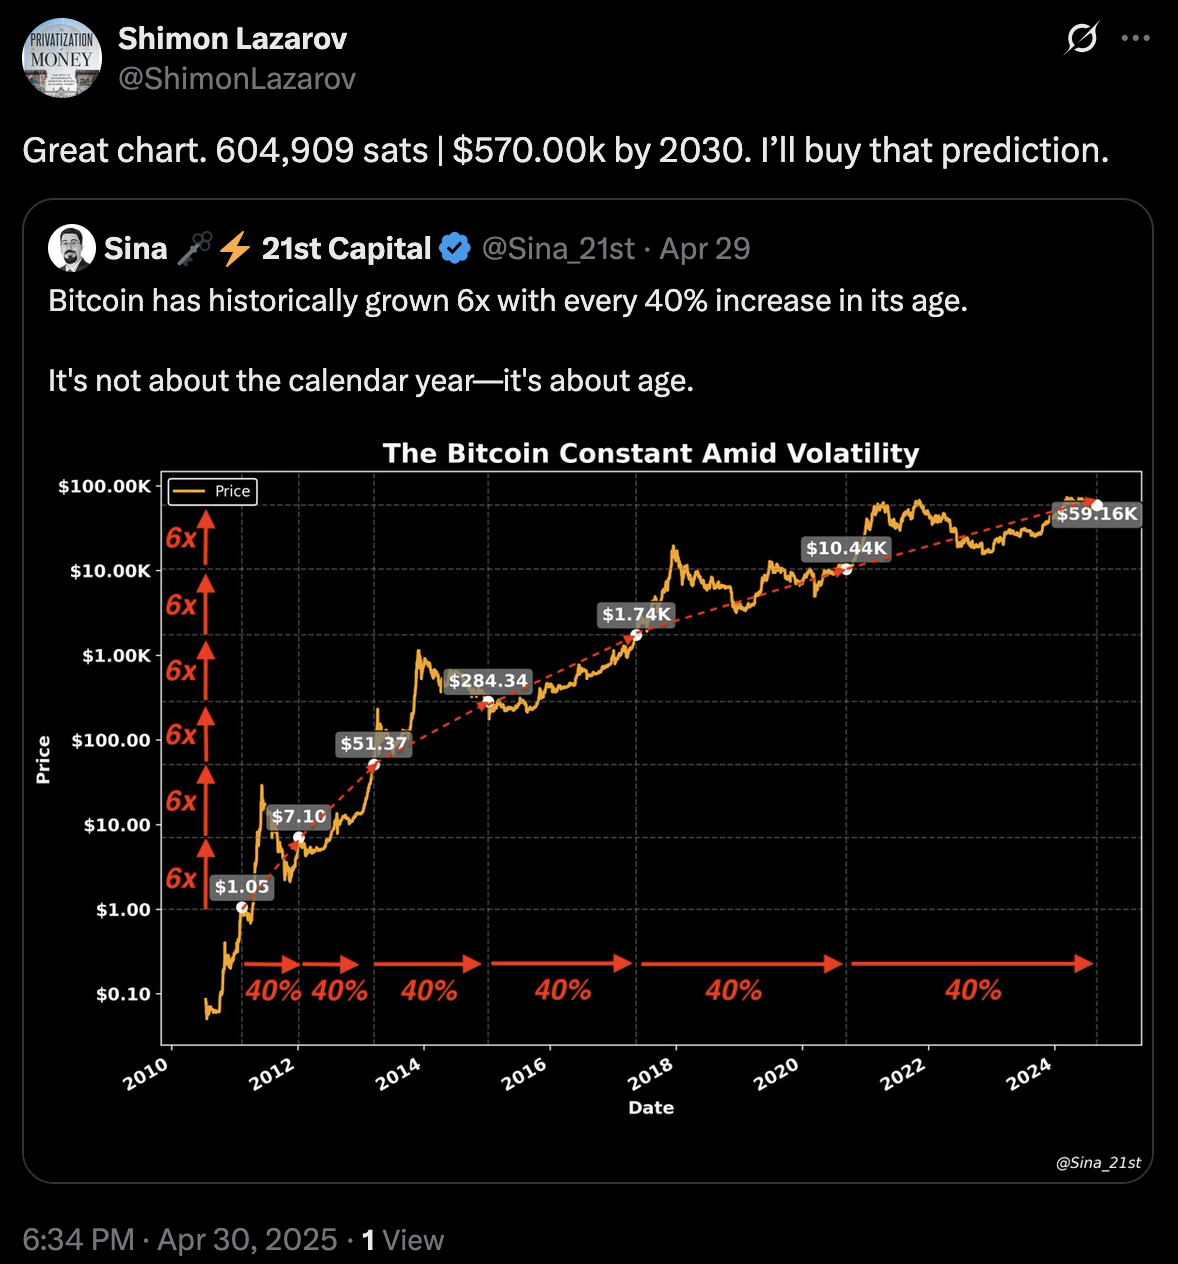 PRIVATIZATION
MONEY
Shimon Lazarov
@ShimonLazarov
Great chart. 604,909 sats | $570.00k by 2030. I’ll buy that prediction.
Sina 🗝️⚡ 21st Capital @Sina_21st · Apr 29
Bitcoin has historically grown 6x with every 40% increase in its age.
It's not about the calendar year—it's about age.
The Bitcoin Constant Amid Volatility
Price
$100.00K
$10.00K
$1.00K
$100.00
$10.00
$1.00
$0.10
Price
6x
6x
6x
6x
6x
6x
$1.05
$7.10
$51.37
$284.34
$1.74K
$10.44K
$59.16K
40%
40%
40%
40%
40%
40%
2010
2012
2014
2016
2018
2020
2022
2024
Date
@Sina_21st
6:34 PM · Apr 30, 2025 · 1 View